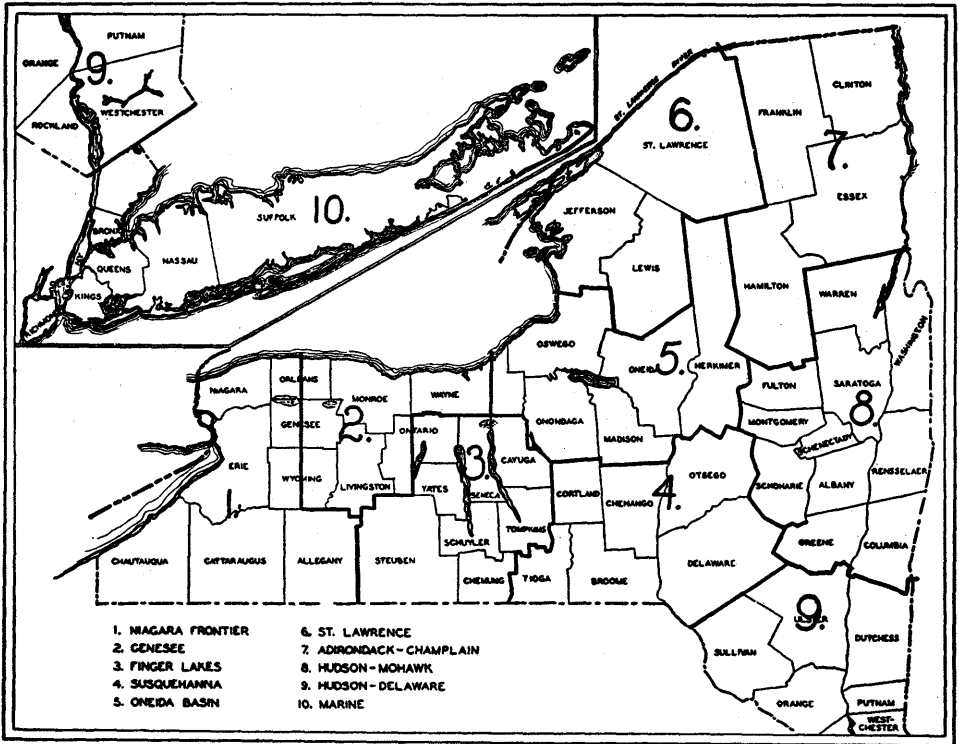 PUTNAM
ORANGE
9.
WESTCHESTER
ROCKLAND
BRONX
QUEENS
NASSAU
KINGS
RICHMOND
SUFFOLK
10.
ST. LAWRENCE RIVER
6.
ST. LAWRENCE
FRANKLIN
CLINTON
7.
ESSEX
JEFFERSON
LEWIS
HAMILTON
WARREN
WASHINGTON
OSWEGO
ONEIDA
5.
HERKIMER
FULTON
SARATOGA
8.
MONTGOMERY
SCHENECTADY
NIAGARA
ORLEANS
MONROE
WAYNE
GENESEE
2.
ONTARIO
ONONDAGA
MADISON
CAYUGA
3.
ERIE
WYOMING
LIVINGSTON
YATES
SENECA
CORTLAND
CHENANGO
4.
OTSEGO
SCHOHARIE
ALBANY
RENSSELAER
1
TOMPKINS
SCHUYLER
GREENE
COLUMBIA
CHAUTAUQUA
CATTARAUGUS
ALLEGANY
STEUBEN
CHEMUNG
TIOGA
BROOME
DELAWARE
ULSTER
9.
DUTCHESS
SULLIVAN
ORANGE
PUTNAM
WEST-
CHESTER
1. NIAGARA FRONTIER
2. GENESEE
3. FINGER LAKES
4. SUSQUEHANNA
5. ONEIDA BASIN
6. ST. LAWRENCE
7. ADIRONDACK-CHAMPLAIN
8. HUDSON-MOHAWK
9. HUDSON-DELAWARE
10. MARINE